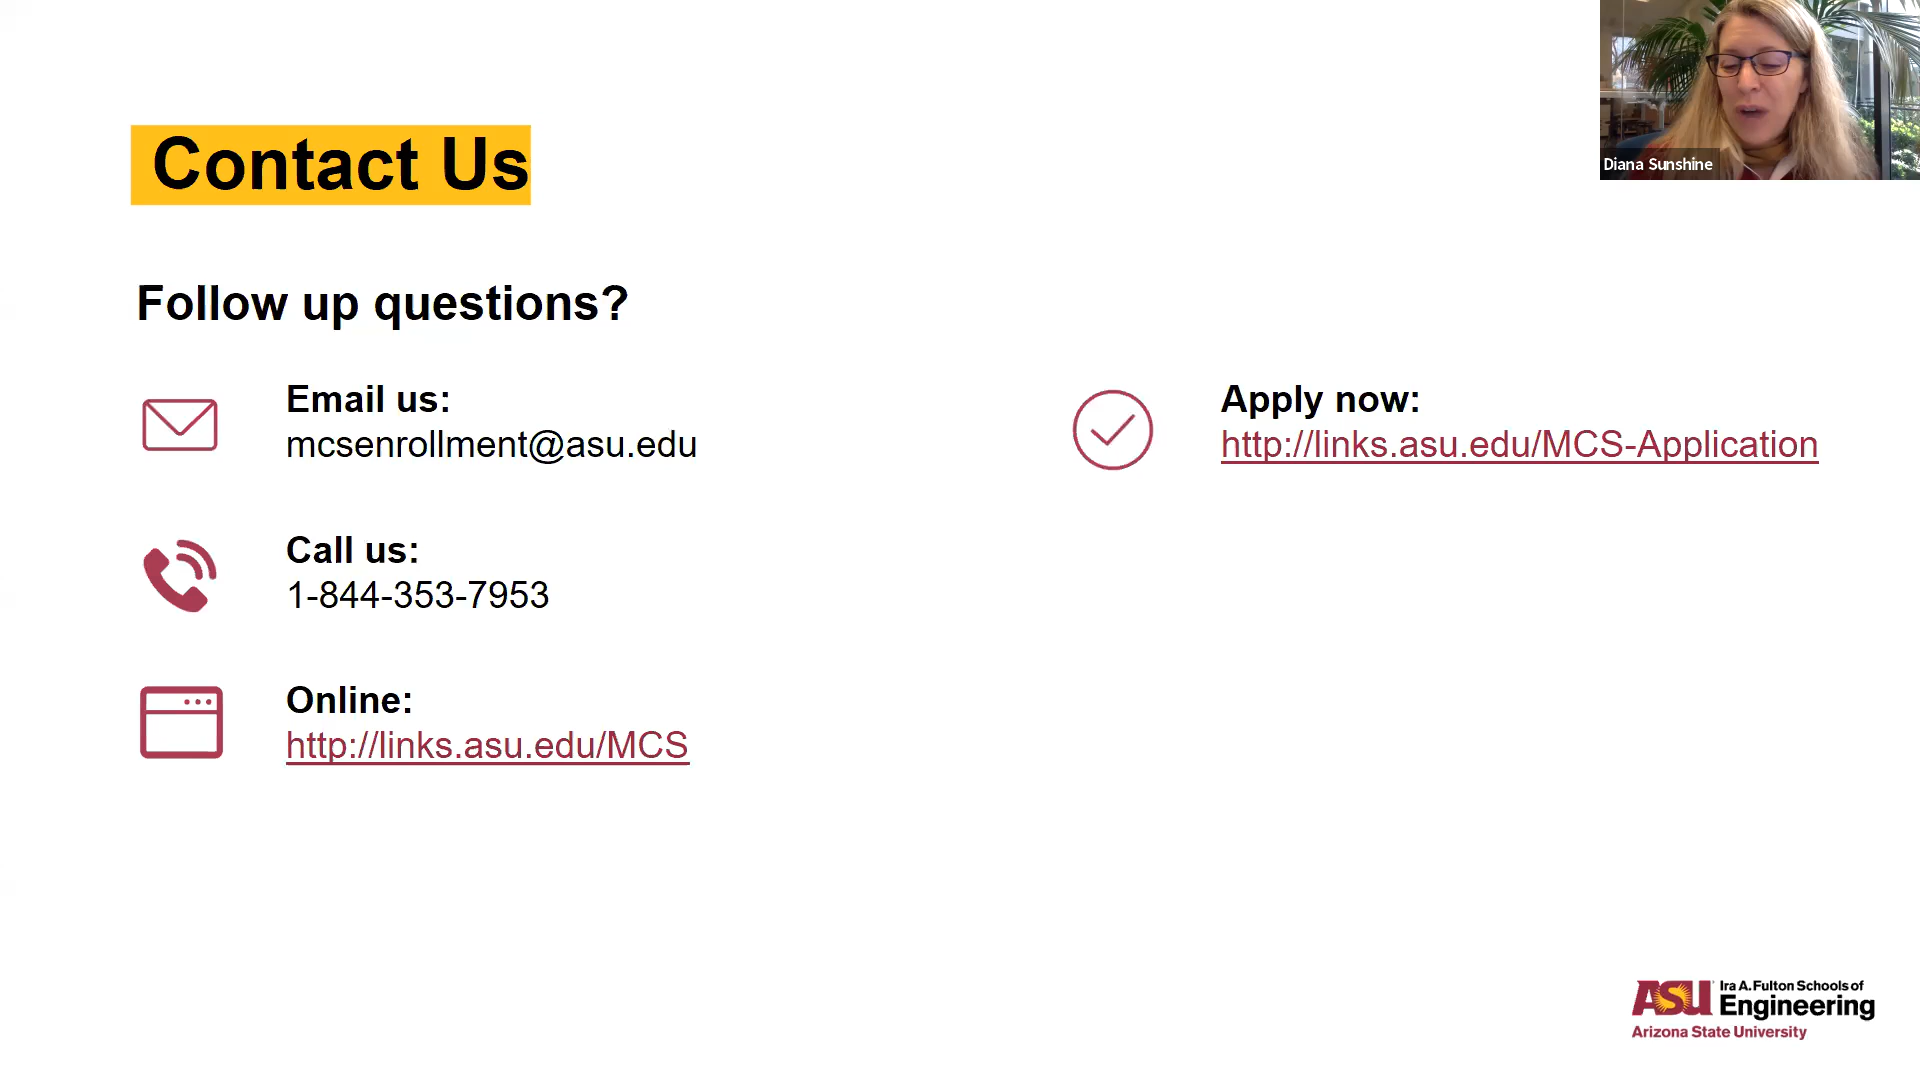 Contact Us
Diana Sunshine
Follow up questions?
Email us:
mcsenrollment@asu.edu
Call us:
1-844-353-7953
Online:
http://links.asu.edu/MCS
Apply now:
http://links.asu.edu/MCS-Application
ASU Ira A. Fulton Schools of
Engineering
Arizona State University